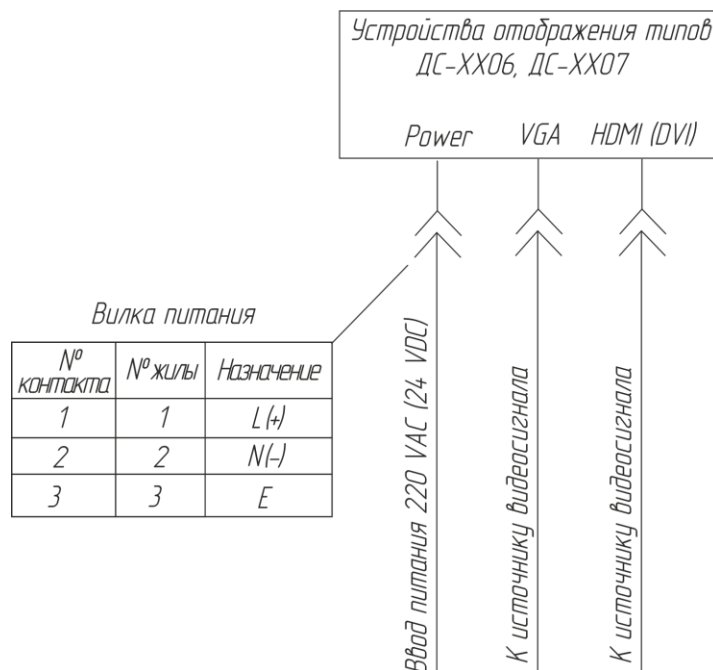 Устройства отображения типов
ДС-ХХ06, ДС-ХХ07
Power VGA HDMI (DVI)
Вилка питания
№ контакта № жилы Назначение
1 1 L(+)
2 2 N(-)
3 3 E
Ввод питания 220 VAC (24 VDC)
К источнику видеосигнала
К источнику видеосигнала